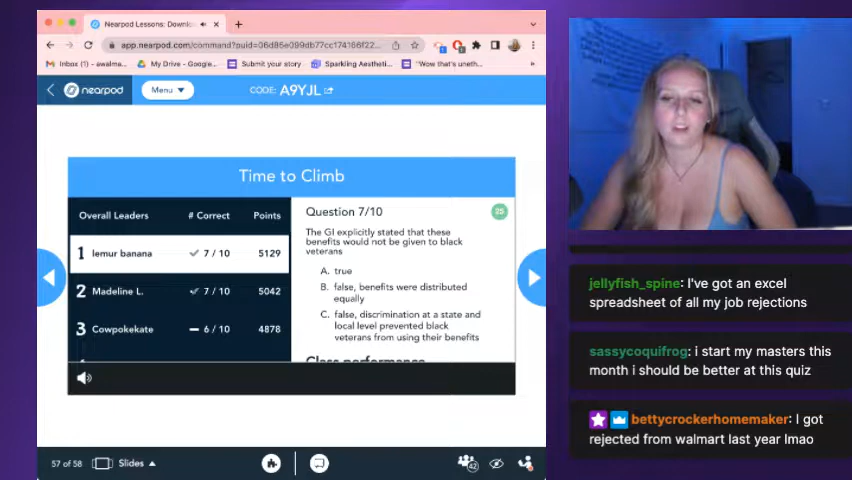 Nearpod Lessons: Downlo
app.nearpod.com/command?puid=06d85e099db77cc174166f22...
Inbox (1) - awalma...
My Drive - Google...
Submit your story
Sparkling Aesthetic...
"Wow that's uneth...
nearpod
Menu
CODE: A9YJL
Time to Climb
Overall Leaders # Correct Points
1 lemur banana 7 / 10 5129
2 Madeline L. 7 / 10 5042
3 Cowpokekate 6 / 10 4878
Question 7/10
25
The GI explicitly stated that these
benefits would not be given to black
veterans
A. true
B. false, benefits were distributed
equally
C. false, discrimination at a state and
local level prevented black
veterans from using their benefits
Class performance
57 of 58
Slides
42
jellyfish_spine: I've got an excel
spreadsheet of all my job rejections
sassycoquifrog: i start my masters this
month i should be better at this quiz
bettycrockerhomemaker: I got
rejected from walmart last year lmao